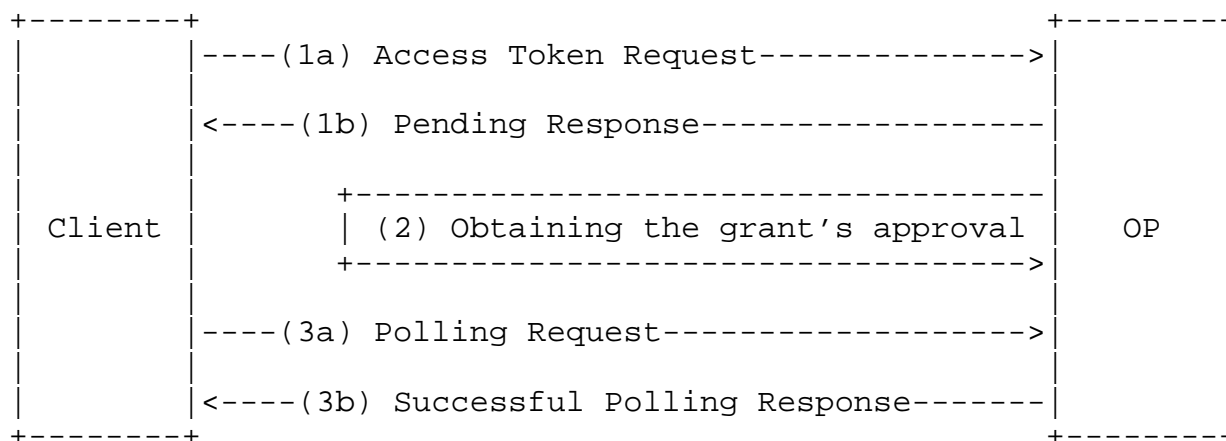 (1a) Access Token Request
(1b) Pending Response
(2) Obtaining the grant's approval
Client OP
(3a) Polling Request
(3b) Successful Polling Response